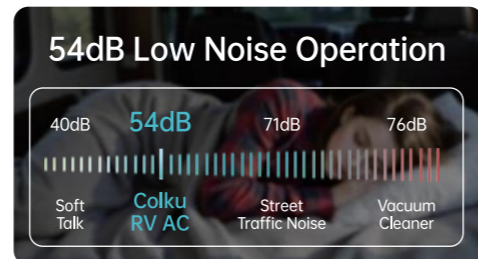 54dB Low Noise Operation
40dB 54dB 71dB 76dB
Soft Colku Street Vacuum
Talk RV AC Traffic Noise Cleaner